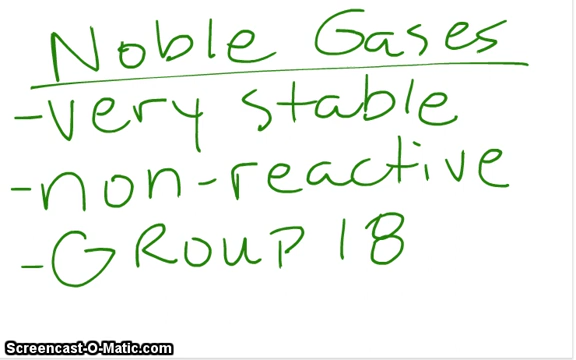 Noble Gases
-very stable
-non-reactive
-GROUP 18
Screencast-O-Matic.com